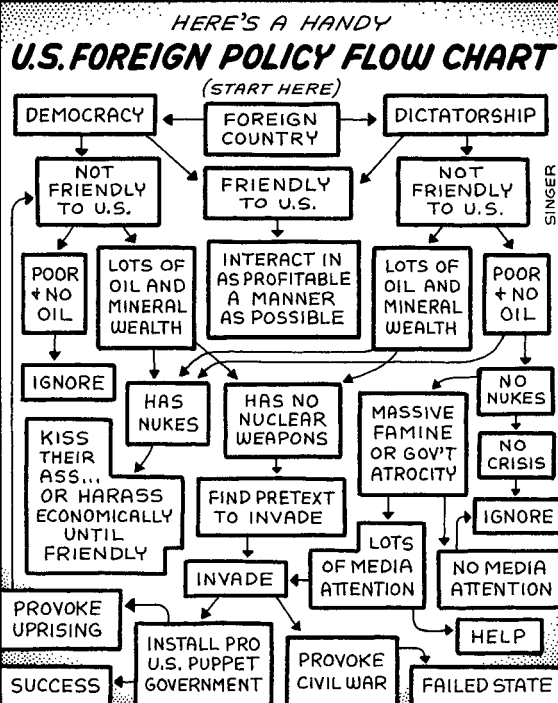 HERE'S A HANDY
U.S. FOREIGN POLICY FLOW CHART
(START HERE)
DEMOCRACY
FOREIGN
COUNTRY
DICTATORSHIP
NOT
FRIENDLY
TO U.S.
FRIENDLY
TO U.S.
NOT
FRIENDLY
TO U.S.
SINGER
POOR
+ NO
OIL
LOTS OF
OIL AND
MINERAL
WEALTH
INTERACT IN
AS PROFITABLE
A MANNER
AS POSSIBLE
LOTS OF
OIL AND
MINERAL
WEALTH
POOR
+ NO
OIL
IGNORE
HAS
NUKES
HAS NO
NUCLEAR
WEAPONS
MASSIVE
FAMINE
OR GOV'T
ATROCITY
NO
NUKES
NO
CRISIS
IGNORE
KISS
THEIR
ASS...
OR HARASS
ECONOMICALLY
UNTIL
FRIENDLY
FIND PRETEXT
TO INVADE
INVADE
LOTS
OF MEDIA
ATTENTION
NO MEDIA
ATTENTION
PROVOKE
UPRISING
INSTALL PRO
U.S. PUPPET
GOVERNMENT
PROVOKE
CIVIL WAR
HELP
SUCCESS
FAILED STATE